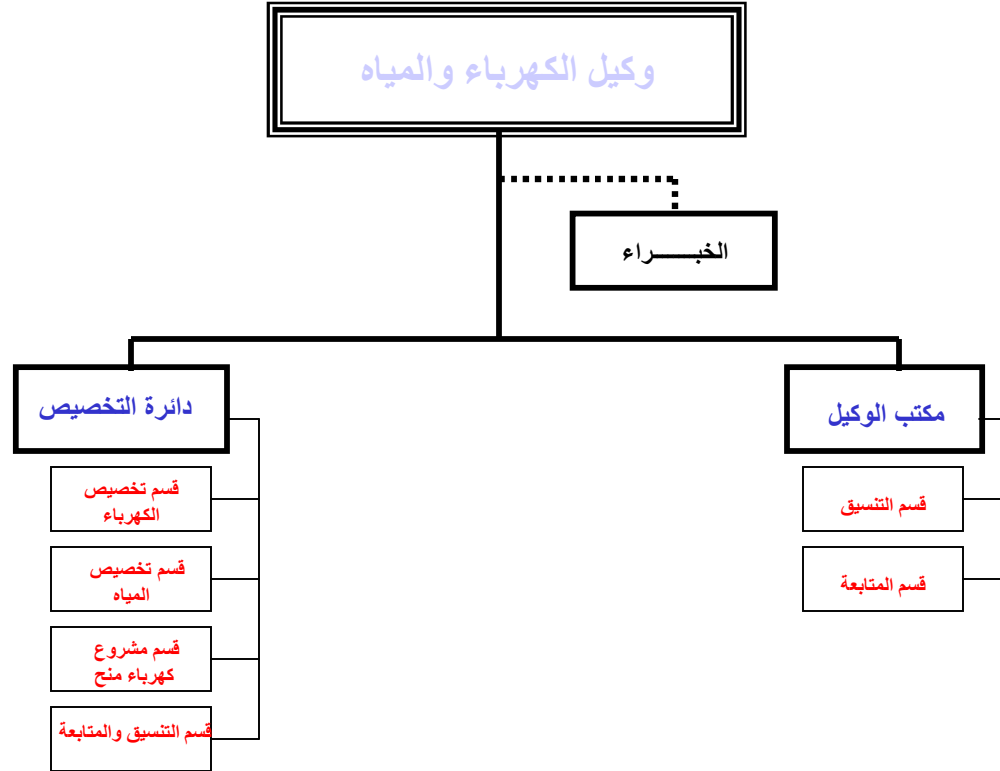 وكيل الكهرباء والمياه
الخبـــــــراء
مكتب الوكيل
قسم التنسيق
قسم المتابعة
دائرة التخصيص
قسم تخصيص
الكهرباء
قسم تخصيص
المياه
قسم مشروع
كهرباء منح
قسم التنسيق والمتابعة